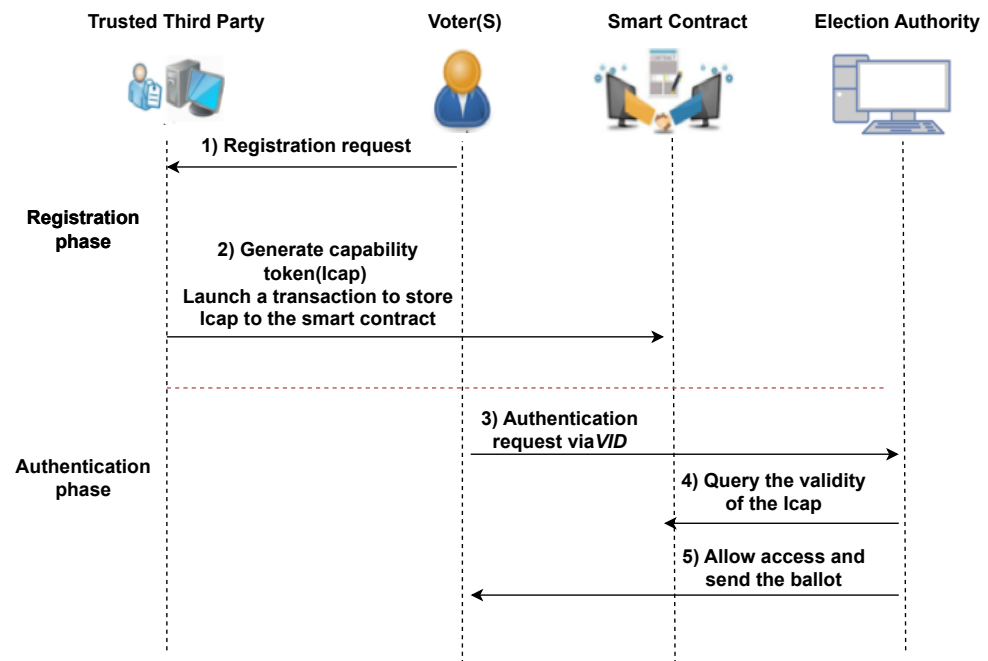 Trusted Third Party
Voter(S)
Smart Contract
Election Authority
CONTRACT
1) Registration request
Registration
phase
2) Generate capability
token(Icap)
Launch a transaction to store
Icap to the smart contract
3) Authentication
request viaVID
Authentication
phase
4) Query the validity
of the Icap
5) Allow access and
send the ballot